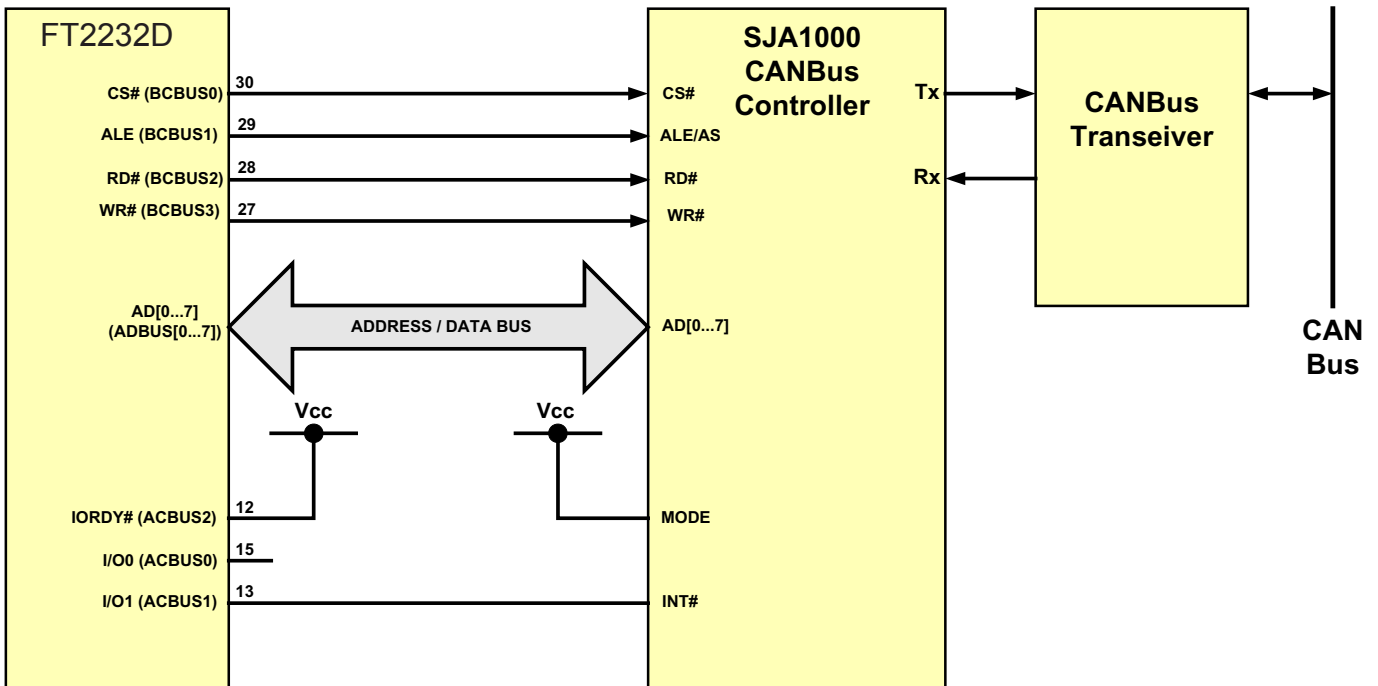 FT2232D
CS# (BCBUS0)
30
ALE (BCBUS1)
29
RD# (BCBUS2)
28
WR# (BCBUS3)
27
AD[0...7]
(ADBUS[0...7])
ADDRESS / DATA BUS
Vcc
Vcc
IORDY# (ACBUS2)
12
I/O0 (ACBUS0)
15
I/O1 (ACBUS1)
13
SJA1000
CANBus
Controller
CS#
ALE/AS
RD#
WR#
AD[0...7]
MODE
INT#
Tx
Rx
CANBus
Transeiver
CAN
Bus